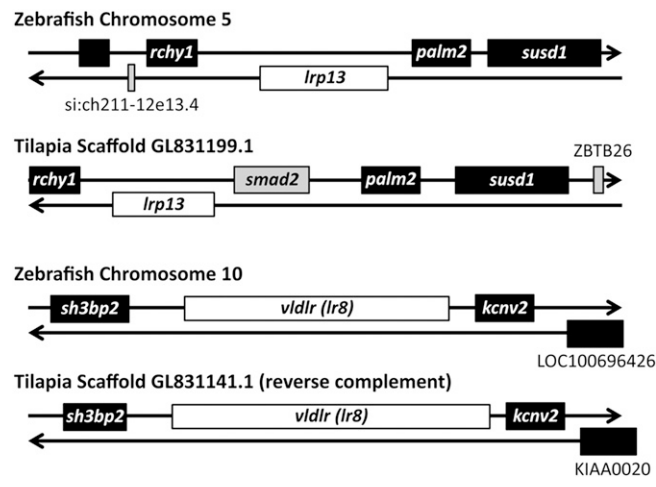 Zebrafish Chromosome 5
rchy1 palm2 susd1
lrp13
si:ch211-12e13.4
Tilapia Scaffold GL831199.1
ZBTB26
rchy1 smad2 palm2 susd1
lrp13
Zebrafish Chromosome 10
sh3bp2 vldlr (lr8) kcnv2
LOC100696426
Tilapia Scaffold GL831141.1 (reverse complement)
sh3bp2 vldlr (lr8) kcnv2
KIAA0020